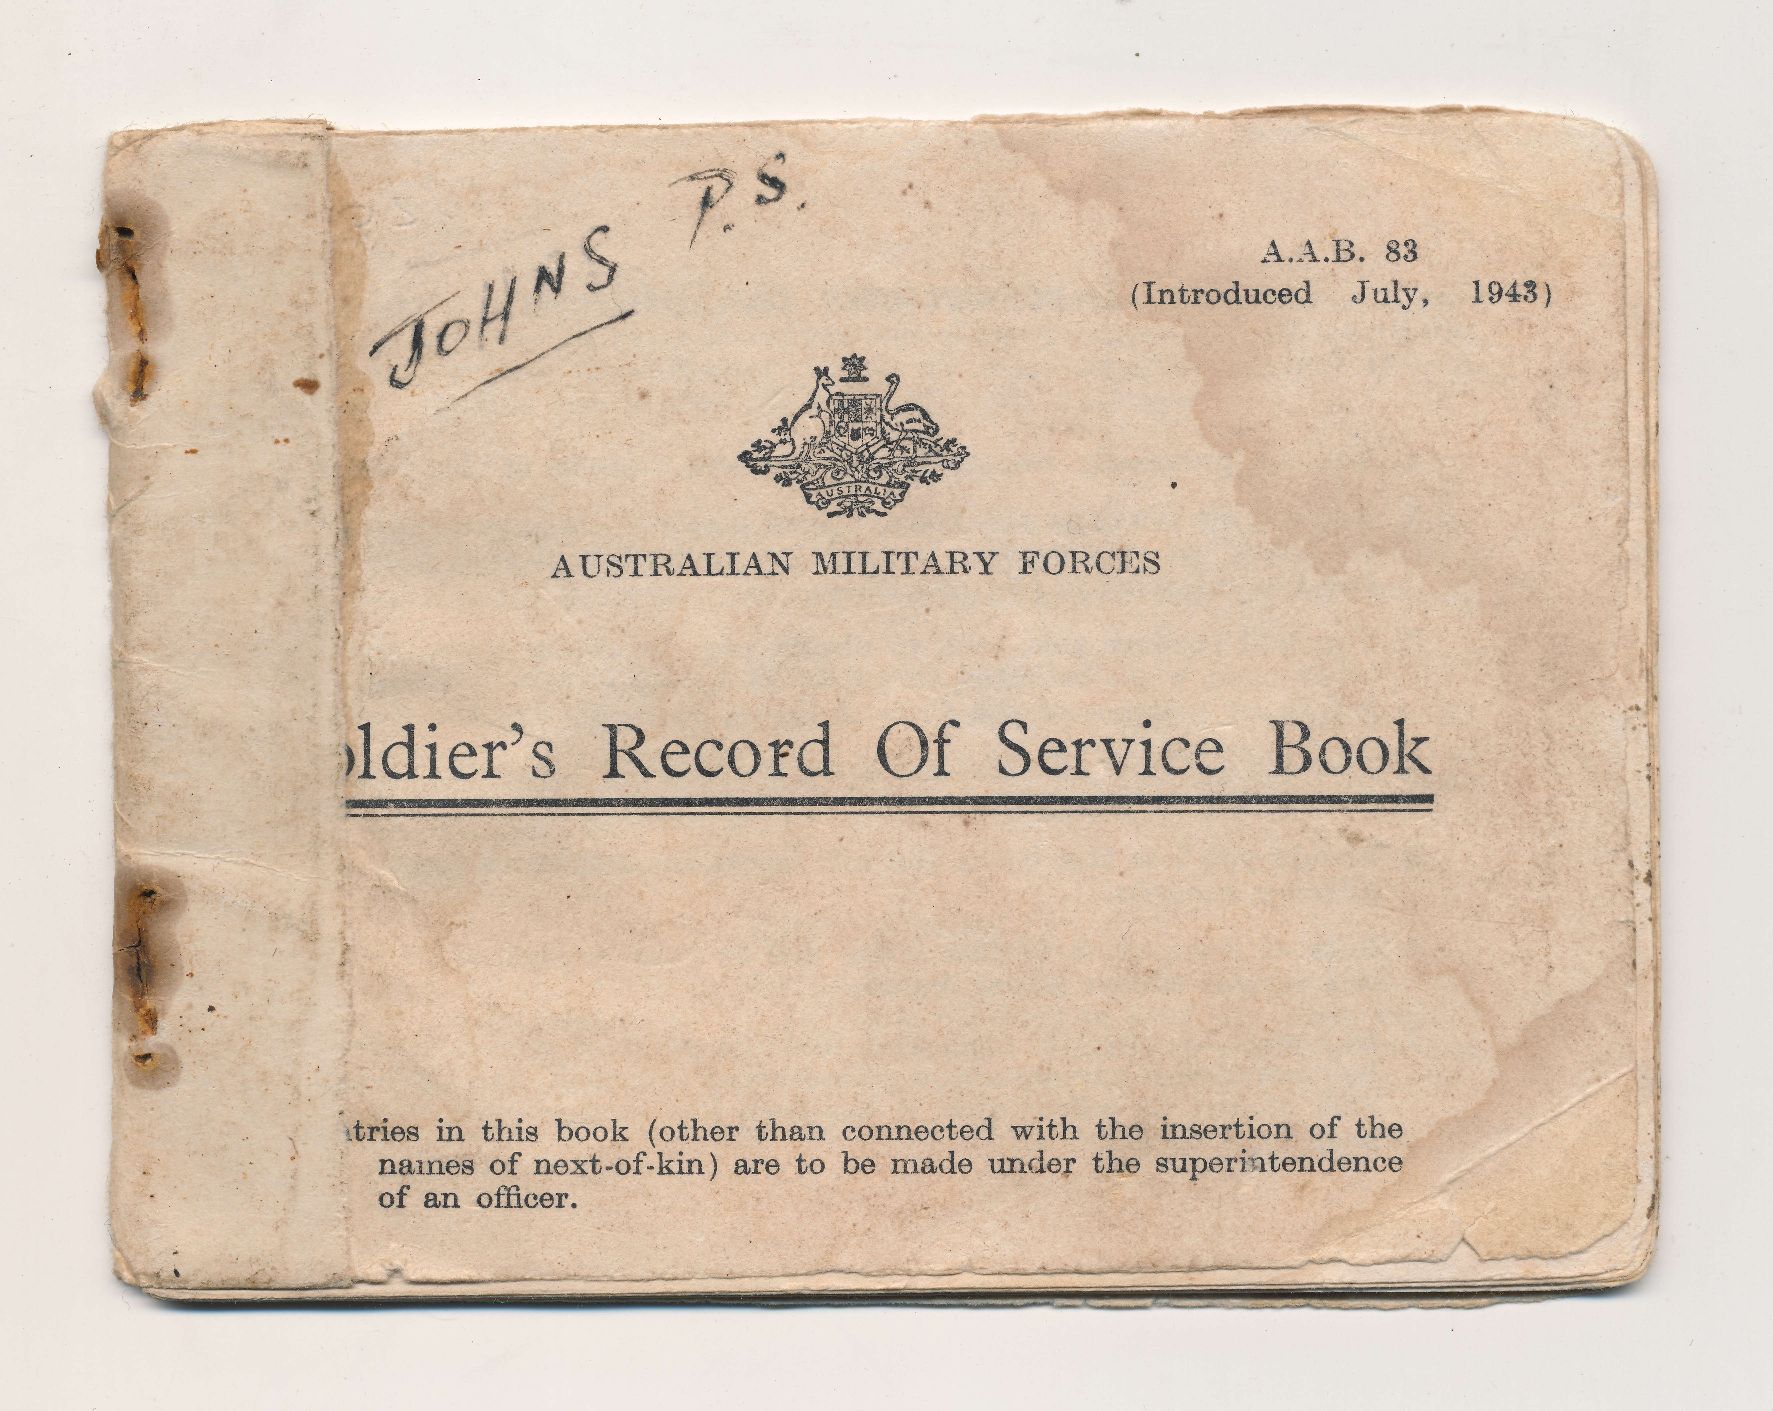 JOHNS P.S.
A.A.B. 83
(Introduced July, 1943)
AUSTRALIA
AUSTRALIAN MILITARY FORCES
oldier's Record Of Service Book
tries in this book (other than connected with the insertion of the
names of next-of-kin) are to be made under the superintendence
of an officer.